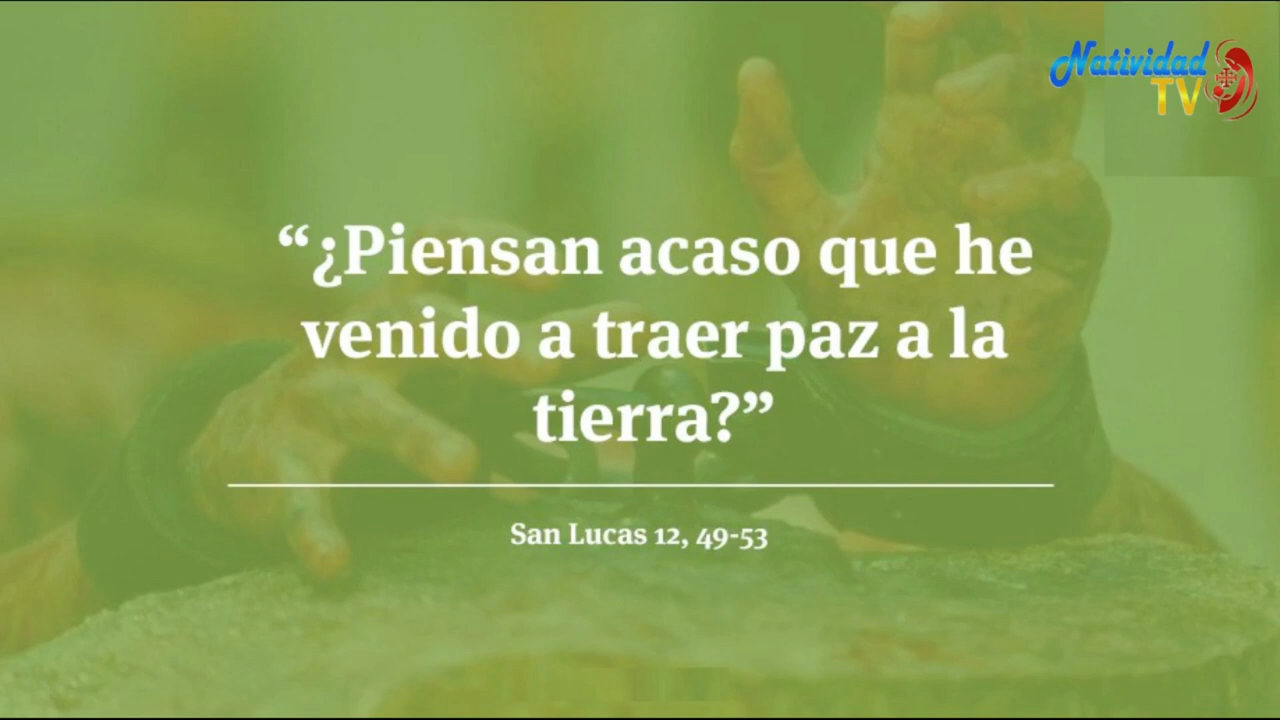 Natividad
TV
“¿Piensan acaso que he
venido a traer paz a la
tierra?”
San Lucas 12, 49-53